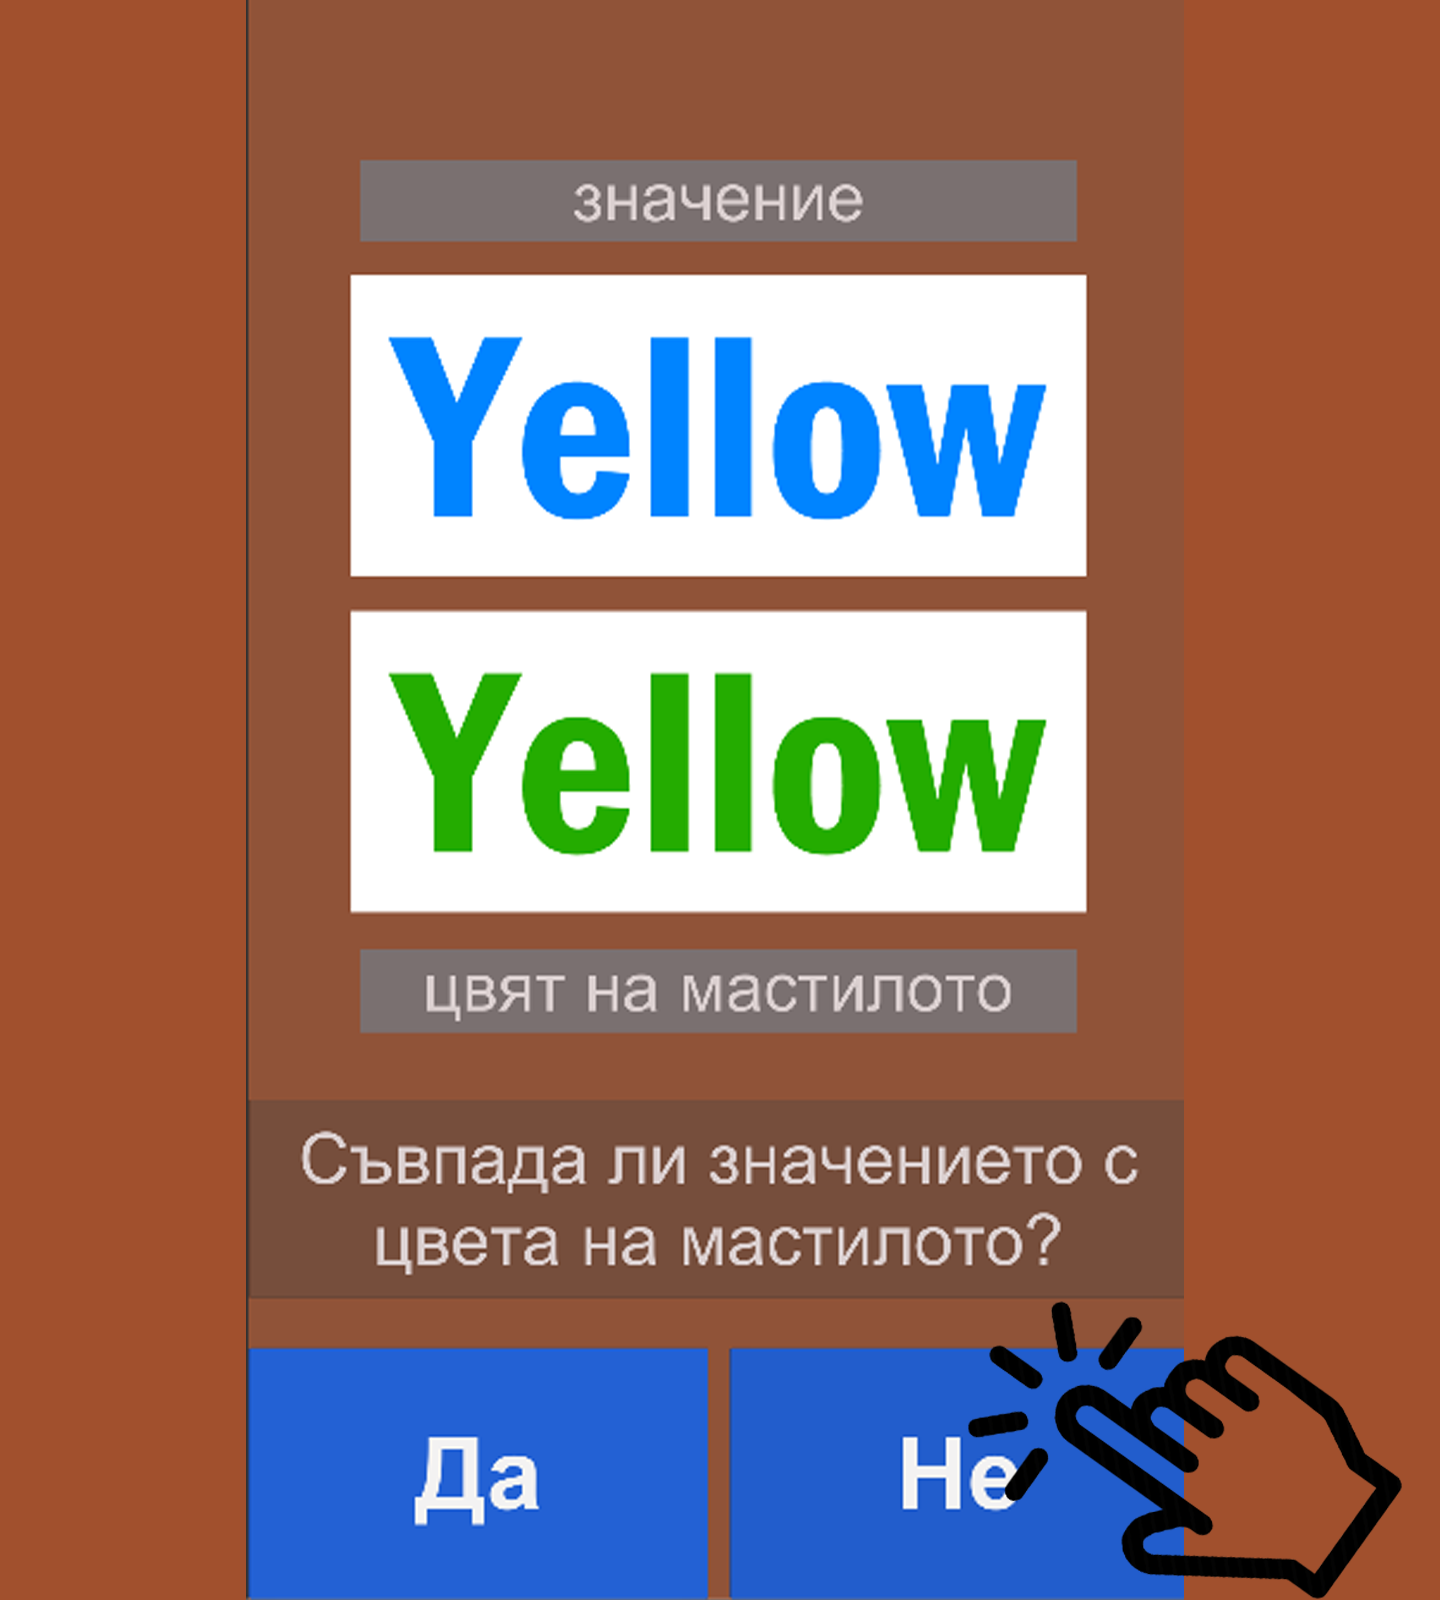 значение
Yellow
Yellow
цвят на мастилото
Съвпада ли значението с
цвета на мастилото?
Да
Не